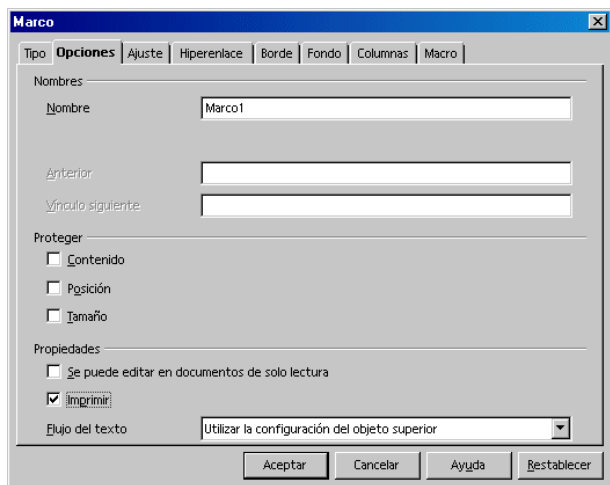 Marco
Tipo Opciones Ajuste Hiperenlace Borde Fondo Columnas Macro
Nombres
Nombre Marco1
Anterior
Vínculo siguiente
Proteger
Contenido
Posición
Tamaño
Propiedades
Se puede editar en documentos de solo lectura
Imprimir
Flujo del texto Utilizar la configuración del objeto superior
Aceptar Cancelar Ayuda Restablecer